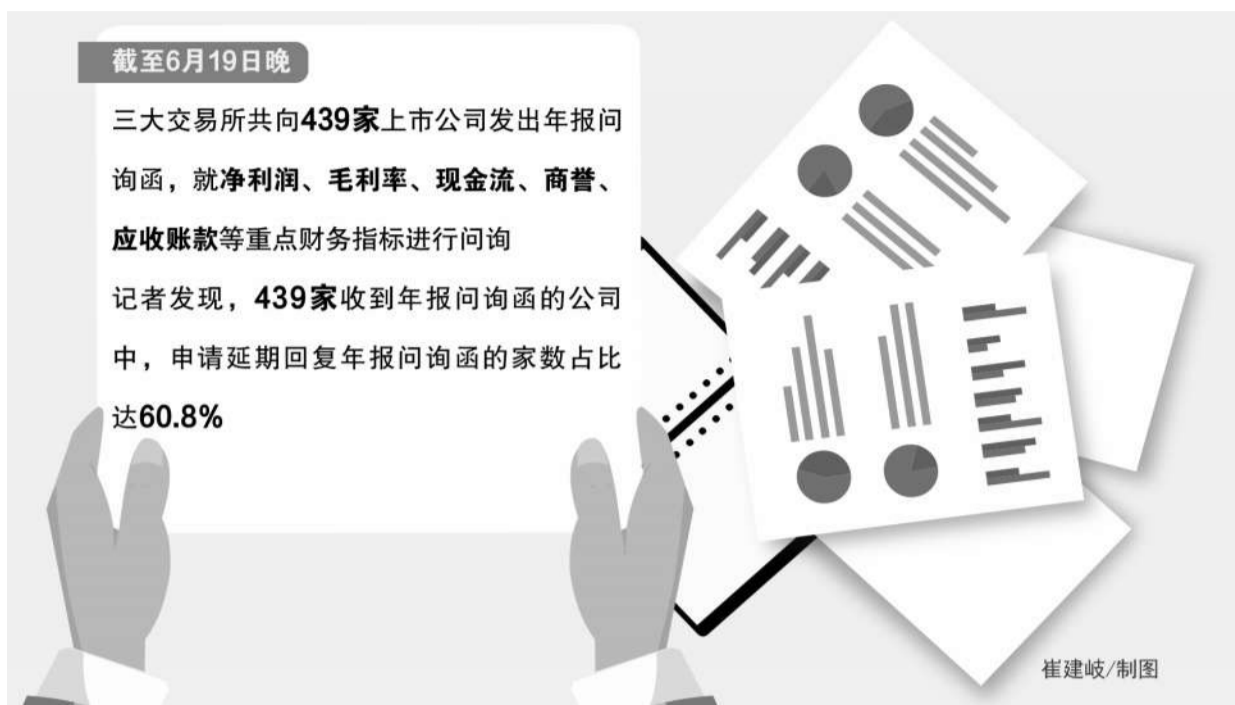 截至6月19日晚
三大交易所共向439家上市公司发出年报问
询函，就净利润、毛利率、现金流、商誉、
应收账款等重点财务指标进行问询
记者发现，439家收到年报问询函的公司
中，申请延期回复年报问询函的家数占比
达60.8%
崔建岐/制图